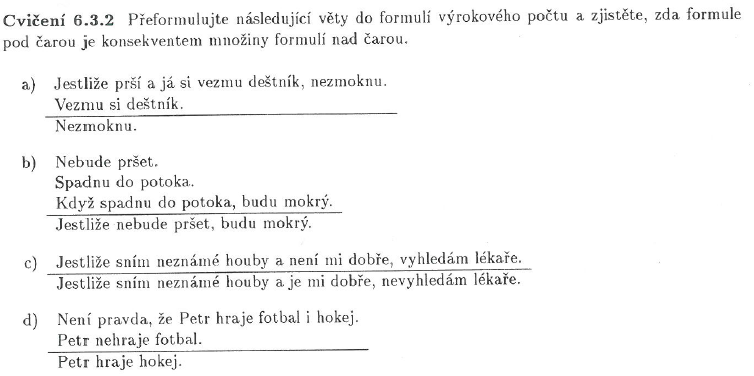 Cvičení 6.3.2 Přeformulujte následující věty do formulí výrokového počtu a zjistěte, zda formule
pod čarou je konsekventem množiny formulí nad čarou.
a) Jestliže prší a já si vezmu deštník, nezmoknu.
Vezmu si deštník.
Nezmoknu.
b) Nebude pršet.
Spadnu do potoka.
Když spadnu do potoka, budu mokrý.
Jestliže nebude pršet, budu mokrý.
c) Jestliže sním neznámé houby a není mi dobře, vyhledám lékaře.
Jestliže sním neznámé houby a je mi dobře, nevyhledám lékaře.
d) Není pravda, že Petr hraje fotbal i hokej.
Petr nehraje fotbal.
Petr hraje hokej.